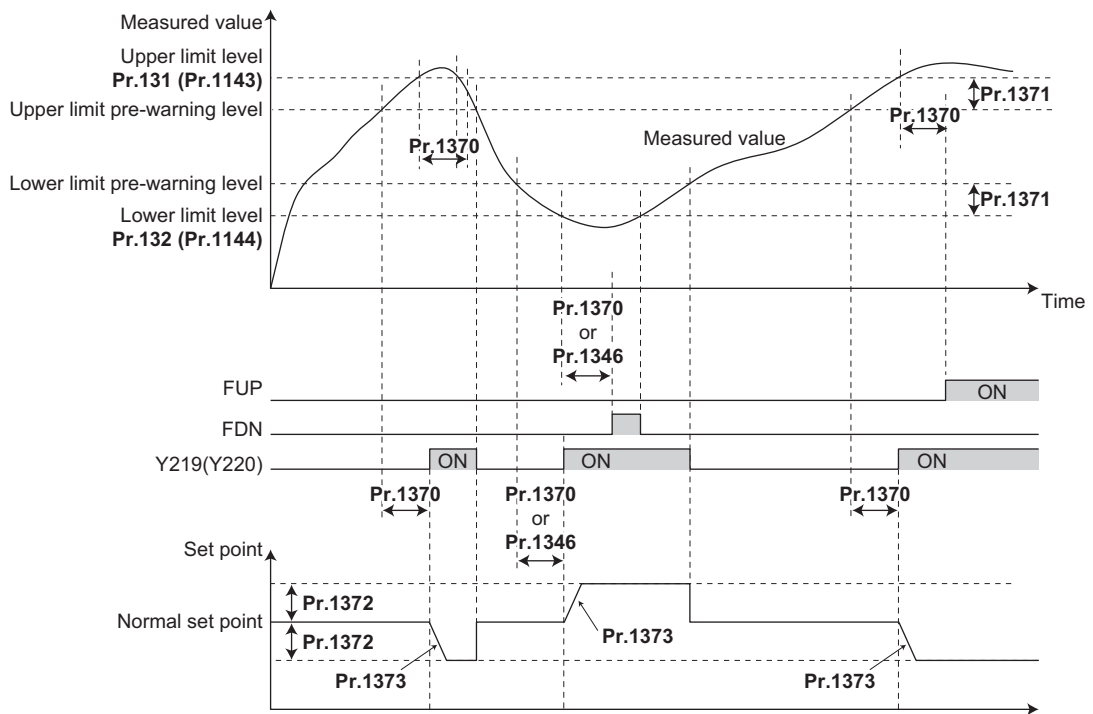 Measured value
Upper limit level
Pr.131 (Pr.1143)
Upper limit pre-warning level
Pr.1371
Pr.1370
Pr.1370
Measured value
Lower limit pre-warning level
Pr.1371
Lower limit level
Pr.132 (Pr.1144)
Time
Pr.1370
or
Pr.1346
FUP
ON
FDN
Y219(Y220)
ON
ON
ON
Pr.1370
Pr.1370
or
Pr.1346
Pr.1370
Set point
Pr.1372
Normal set point
Pr.1372
Pr.1373
Pr.1373
Pr.1373